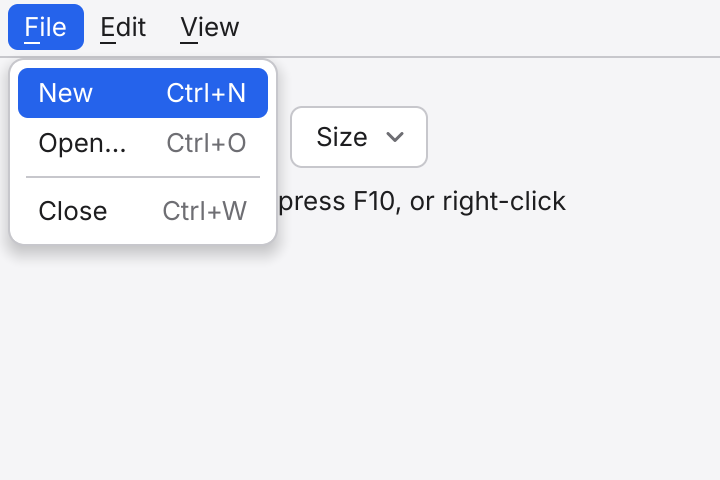 File Edit View
New Ctrl+N
Open... Ctrl+O
Size
Close Ctrl+W
press F10, or right-click